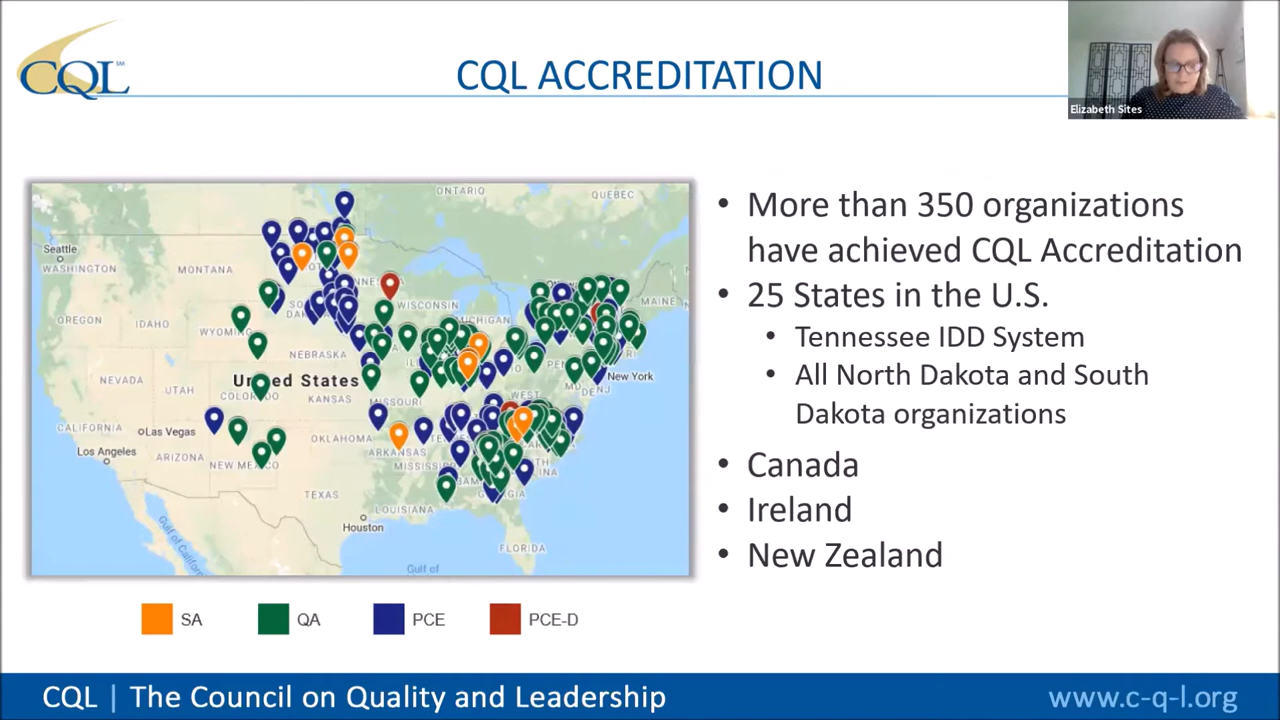 CQL
SM
CQL ACCREDITATION
Elizabeth Sites
ONTARIO
QUEBEC
Seattle
WASHINGTON
MONTANA
MAINE
WISCONSIN
MICHIGAN
OREGON
IDAHO
WYOMING
NEBRASKA
New York
United States
NEVADA
UTAH
COLORADO
KANSAS
MISSOURI
WEST
CALIFORNIA
Las Vegas
OKLAHOMA
Los Angeles
ARIZONA
NEW MEXICO
ARKANSAS
MISSISSIPPI
TEXAS
GEORGIA
LOUISIANA
Houston
FLORIDA
Gulf of California
Gulf of
SA
QA
PCE
PCE-D
• More than 350 organizations
have achieved CQL Accreditation
• 25 States in the U.S.
• Tennessee IDD System
• All North Dakota and South
Dakota organizations
• Canada
• Ireland
• New Zealand
CQL | The Council on Quality and Leadership
www.c-q-l.org